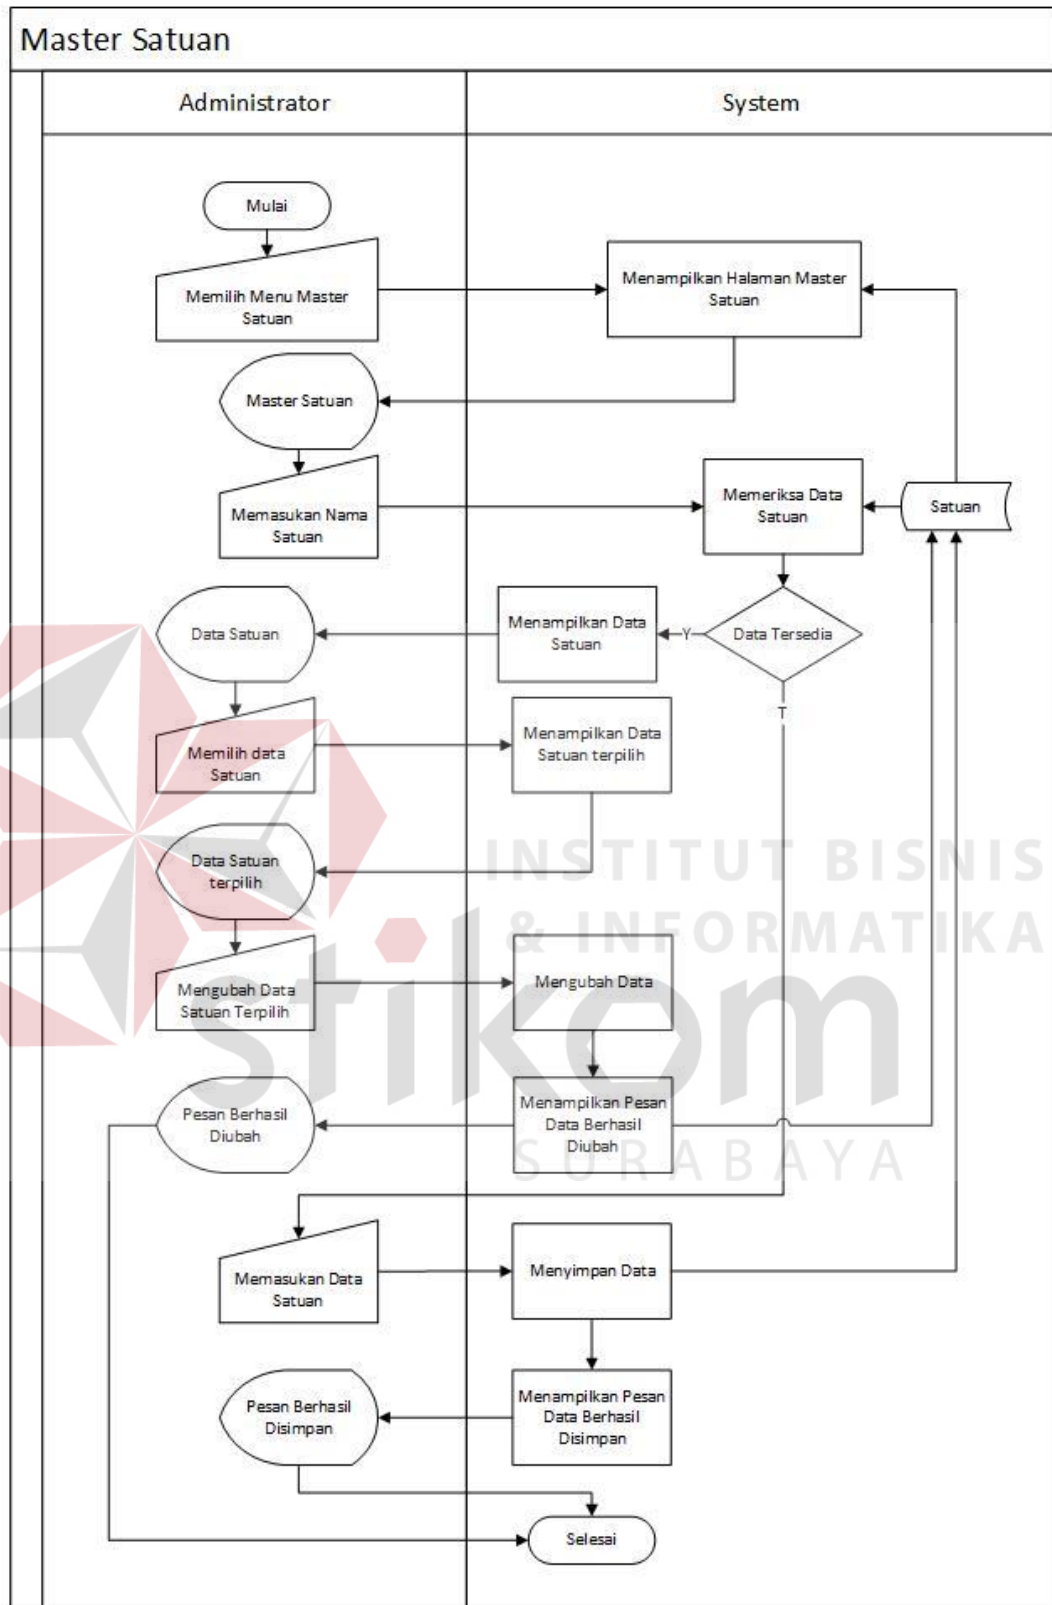 Master Satuan
Administrator
System
Mulai
Memilih Menu Master
Satuan
Menampilkan Halaman Master
Satuan
Master Satuan
Memasukan Nama
Satuan
Memeriksa Data
Satuan
Satuan
Data Satuan
Menampilkan Data
Satuan
Y
Data Tersedia
T
Memilih data
Satuan
Menampilkan Data
Satuan terpilih
Data Satuan
terpilih
INSTITUT BISNIS
& INFORMATIKA
stikom
SURABAYA
Mengubah Data
Satuan Terpilih
Mengubah Data
Pesan Berhasil
Diubah
Menampilkan Pesan
Data Berhasil
Diubah
Memasukan Data
Satuan
Menyimpan Data
Pesan Berhasil
Disimpan
Menampilkan Pesan
Data Berhasil
Disimpan
Selesai